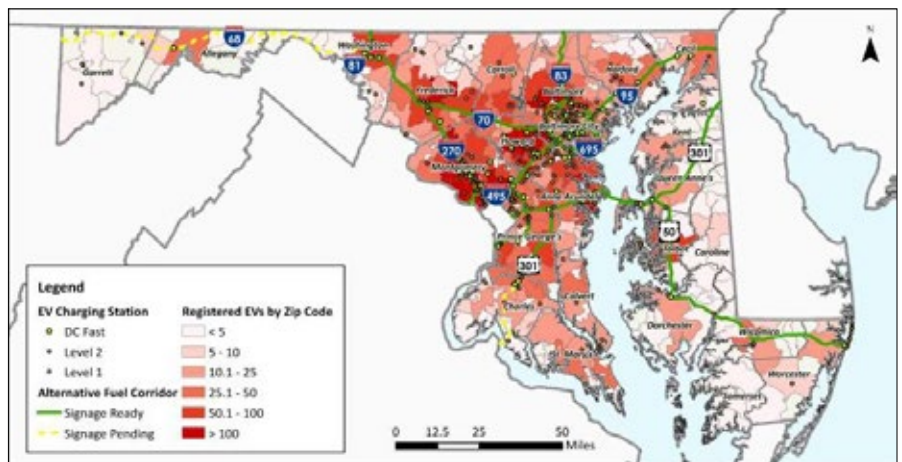 N
68
Washington
Garrett
Allegany
81
Carroll
83
Harford
Cecil
Frederick
Baltimore
95
70
Baltimore City
Kent
Howard
301
270
695
Montgomery
Queen Anne's
495
Anne Arundel
50
Prince George's
Caroline
301
Charles
Calvert
Dorchester
St. Mary's
Wicomico
Worcester
Somerset
Legend
EV Charging Station
DC Fast
Level 2
Level 1
Alternative Fuel Corridor
Signage Ready
Signage Pending
Registered EVs by Zip Code
< 5
5 - 10
10.1 - 25
25.1 - 50
50.1 - 100
> 100
0 12.5 25 50
Miles